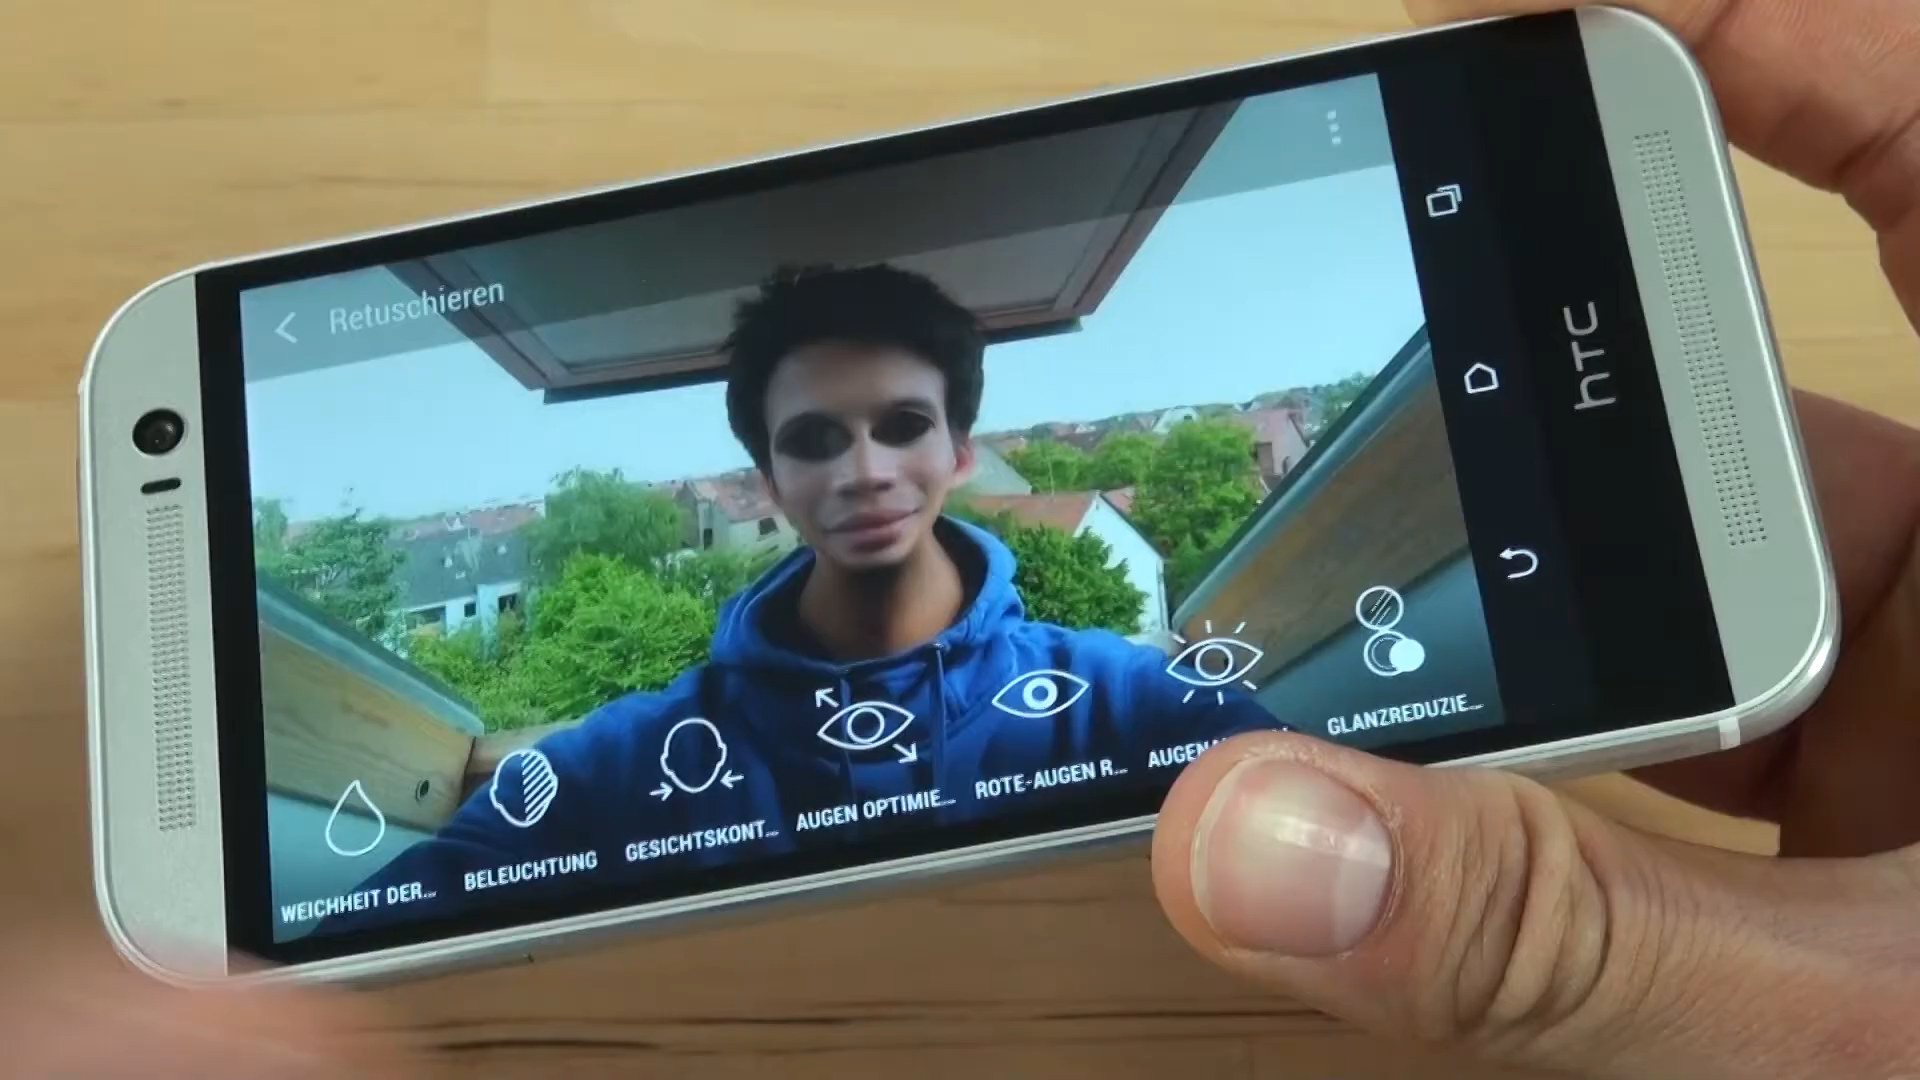 Retuschieren
WEICHHEIT DER...
BELEUCHTUNG
GESICHTSKONT...
AUGEN OPTIMIE...
ROTE-AUGEN R...
GLANZREDUZIE...
hTC